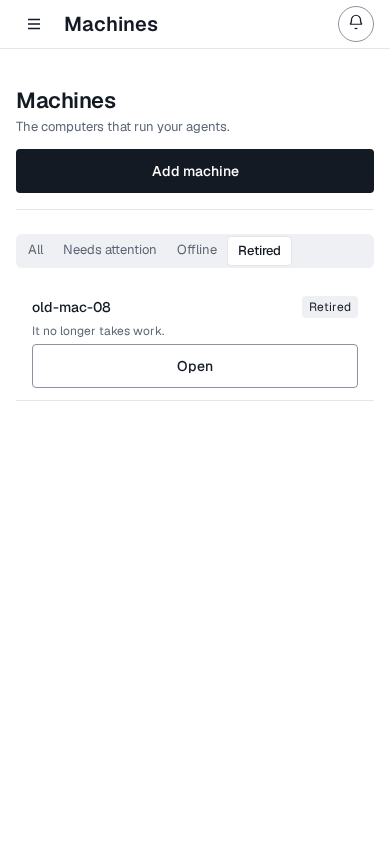 Machines
Machines
The computers that run your agents.
Add machine
All Needs attention Offline Retired
old-mac-08 Retired
It no longer takes work.
Open